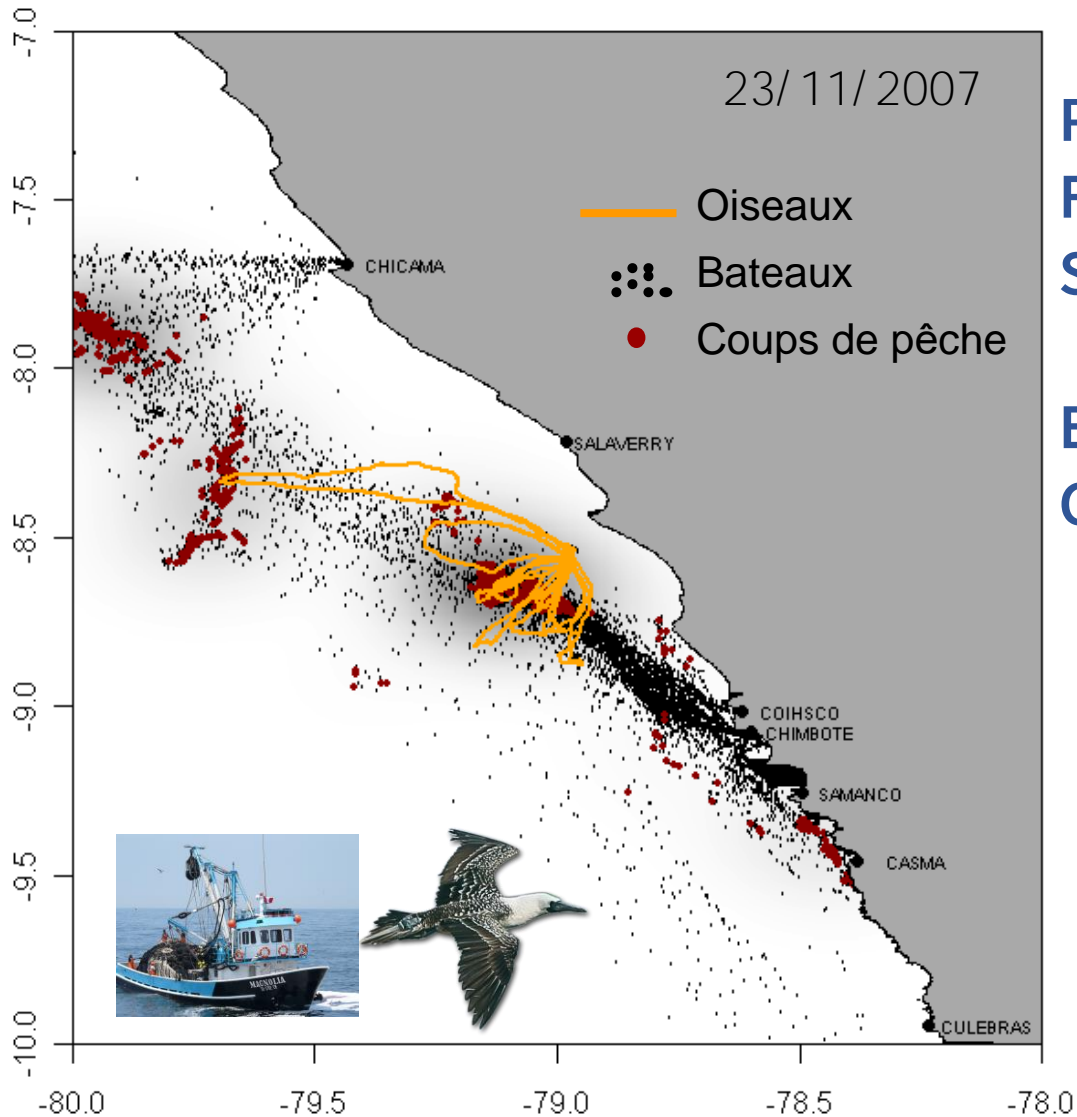 -7.0
23/11/2007
-7.5
Oiseaux
Bateaux
CHICAMA
Coups de pêche
-8.0
SALAVERRY
-8.5
-9.0
COIHSCO
CHIMBOTE
SAMANCO
-9.5
CASMA
MAGNOLIA
-10.0
CULEBRAS
-80.0 -79.5 -79.0 -78.5 -78.0